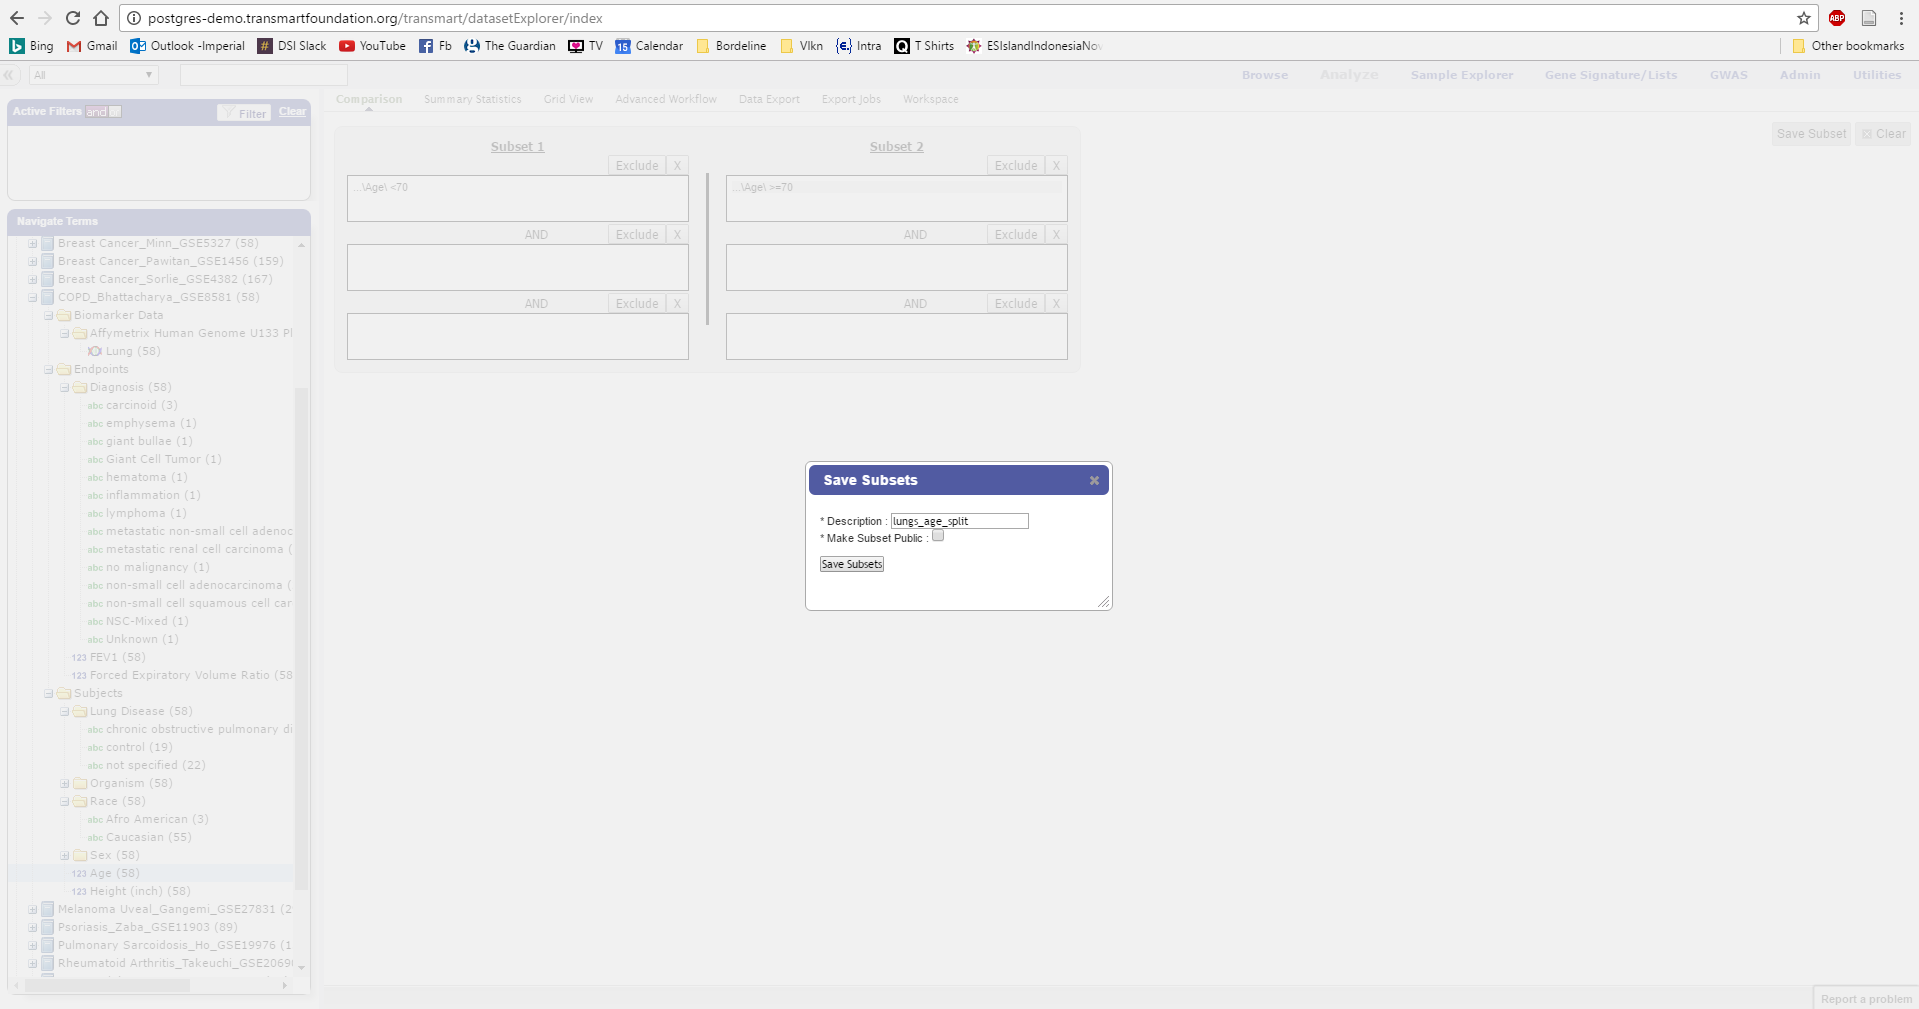 postgres-demo.transmartfoundation.org/transmart/datasetExplorer/index
ABP
Bing Gmail Outlook -Imperial DSI Slack YouTube Fb The Guardian TV 15 Calendar Bordeline Vlkn Intra T Shirts ESIslandIndonesiaNov Other bookmarks
All Browse Analyze Sample Explorer Gene Signature/Lists GWAS Admin Utilities
Comparison Summary Statistics Grid View Advanced Workflow Data Export Export Jobs Workspace
Active Filters and Filter Clear
Save Subset Clear
Subset 1 Subset 2
Exclude X Exclude X
...\Age\ <70 ...\Age\ >=70
AND Exclude X AND Exclude X
AND Exclude X AND Exclude X
Navigate Terms
Breast Cancer_Minn_GSE5327 (58)
Breast Cancer_Pawitan_GSE1456 (159)
Breast Cancer_Sorlie_GSE4382 (167)
COPD_Bhattacharya_GSE8581 (58)
Biomarker Data
Affymetrix Human Genome U133 Pl
Lung (58)
Endpoints
Diagnosis (58)
abc carcinoid (3)
abc emphysema (1)
abc giant bullae (1)
abc Giant Cell Tumor (1)
abc hematoma (1)
abc inflammation (1)
abc lymphoma (1)
abc metastatic non-small cell adenoc
abc metastatic renal cell carcinoma (
abc no malignancy (1)
abc non-small cell adenocarcinoma (
abc non-small cell squamous cell car
abc NSC-Mixed (1)
abc Unknown (1)
123 FEV1 (58)
123 Forced Expiratory Volume Ratio (58
Subjects
Lung Disease (58)
abc chronic obstructive pulmonary di
abc control (19)
abc not specified (22)
Organism (58)
Race (58)
abc Afro American (3)
abc Caucasian (55)
Sex (58)
123 Age (58)
123 Height (inch) (58)
Melanoma Uveal_Gangemi_GSE27831 (2
Psoriasis_Zaba_GSE11903 (89)
Pulmonary Sarcoidosis_Ho_GSE19976 (1
Rheumatoid Arthritis_Takeuchi_GSE2069
Save Subsets
* Description : lungs_age_split
* Make Subset Public :
Save Subsets
Report a problem